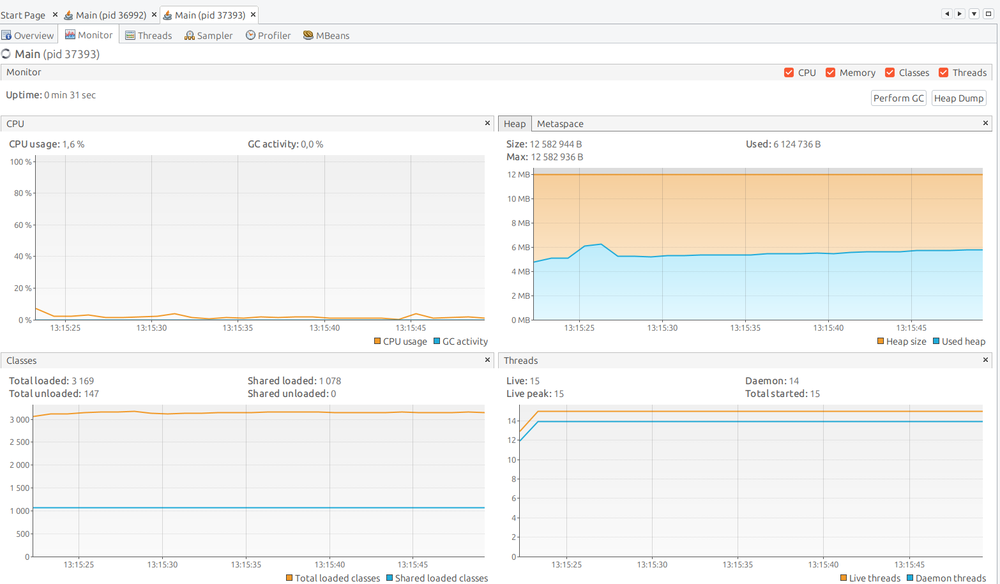 Start Page Main (pid 36992) Main (pid 37393)
Overview Monitor Threads Sampler Profiler MBeans
Main (pid 37393)
Monitor CPU Memory Classes Threads
Uptime: 0 min 31 sec
Perform GC Heap Dump
CPU
CPU usage: 1,6 % GC activity: 0,0 %
100 %
80 %
60 %
40 %
20 %
0 %
13:15:25 13:15:30 13:15:35 13:15:40 13:15:45
CPU usage GC activity
Heap Metaspace
Size: 12 582 944 B Used: 6 124 736 B
Max: 12 582 936 B
12 MB
10 MB
8 MB
6 MB
4 MB
2 MB
0 MB
13:15:25 13:15:30 13:15:35 13:15:40 13:15:45
Heap size Used heap
Classes
Total loaded: 3 169 Shared loaded: 1 078
Total unloaded: 147 Shared unloaded: 0
3 000
2 500
2 000
1 500
1 000
500
0
13:15:25 13:15:30 13:15:35 13:15:40 13:15:45
Total loaded classes Shared loaded classes
Threads
Live: 15 Daemon: 14
Live peak: 15 Total started: 15
14
12
10
8
6
4
2
0
13:15:25 13:15:30 13:15:35 13:15:40 13:15:45
Live threads Daemon threads